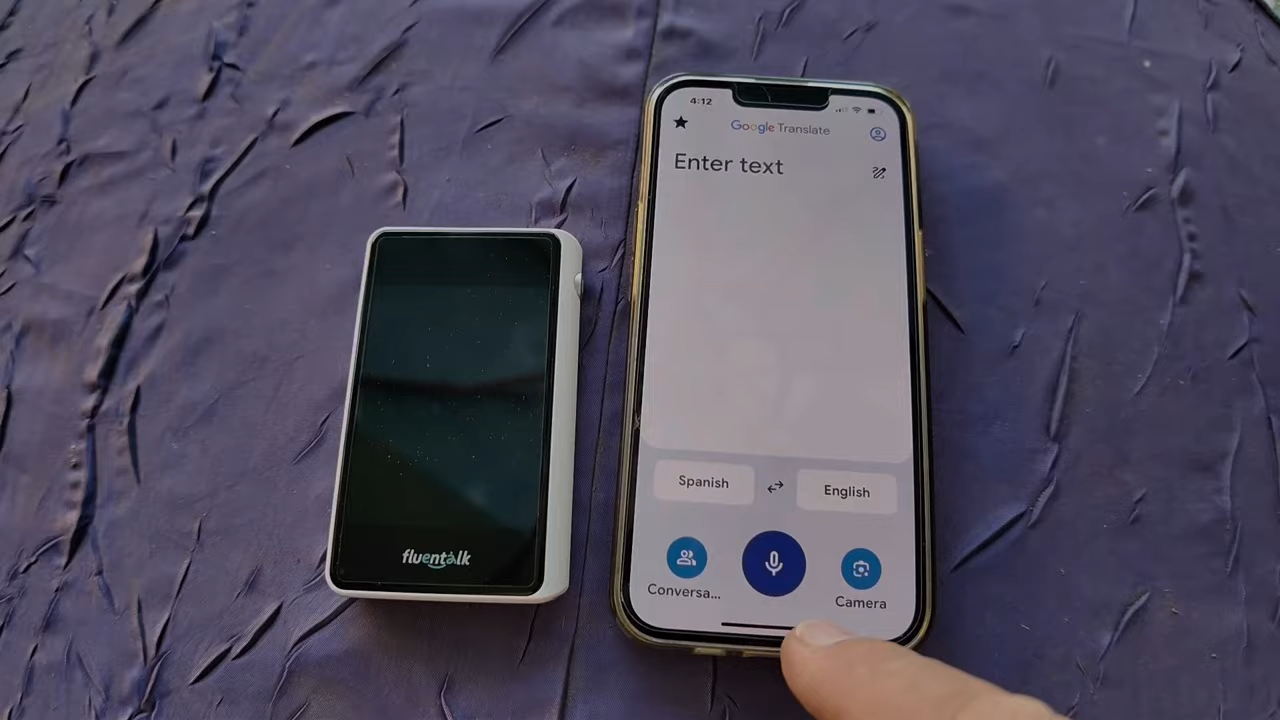 4:12
Google Translate
Enter text
Spanish
English
Conversa...
Camera
fluentalk